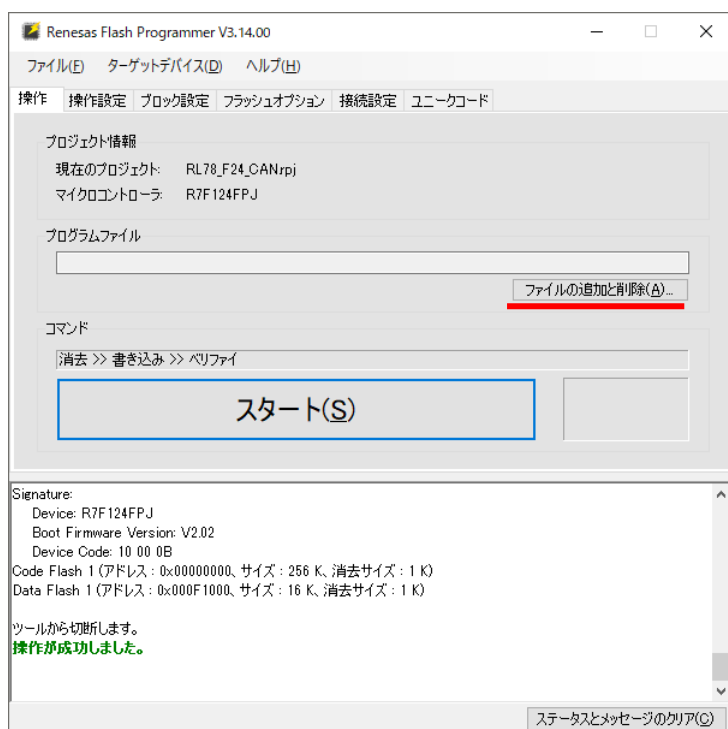 Renesas Flash Programmer V3.14.00
ファイル(F) ターゲットデバイス(D) ヘルプ(H)
操作 操作設定 ブロック設定 フラッシュオプション 接続設定 ユニークコード
プロジェクト情報
現在のプロジェクト: RL78_F24_CAN.rpj
マイクロコントローラ: R7F124FPJ
プログラムファイル
ファイルの追加と削除(A)...
コマンド
消去 >> 書き込み >> ベリファイ
スタート(S)
Signature:
Device: R7F124FPJ
Boot Firmware Version: V2.02
Device Code: 10 00 0B
Code Flash 1 (アドレス : 0x00000000、サイズ : 256 K、消去サイズ : 1 K)
Data Flash 1 (アドレス : 0x000F1000、サイズ : 16 K、消去サイズ : 1 K)
ツールから切断します。
操作が成功しました。
ステータスとメッセージのクリア(C)